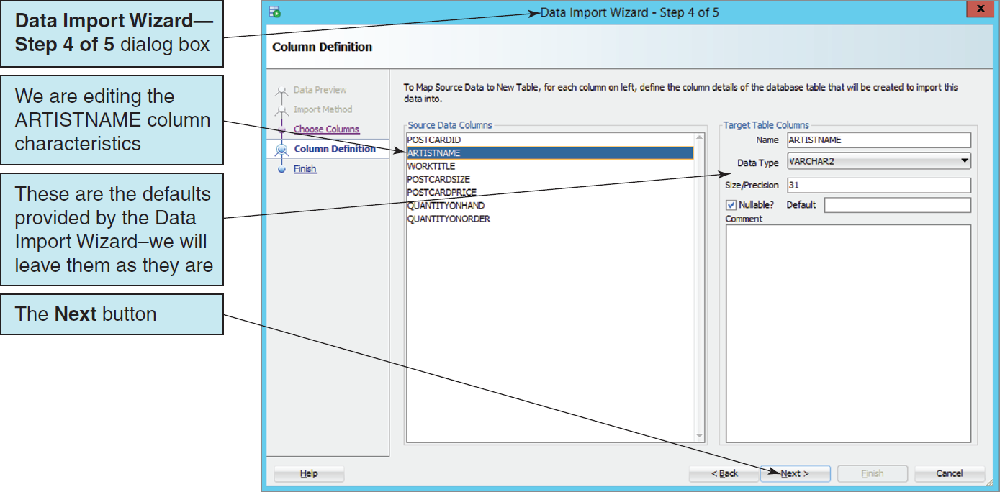 Data Import Wizard—
Step 4 of 5 dialog box
We are editing the
ARTISTNAME column
characteristics
These are the defaults
provided by the Data
Import Wizard–we will
leave them as they are
The Next button
Data Import Wizard - Step 4 of 5
x
Column Definition
Data Preview
Import Method
Choose Columns
Column Definition
Finish
To Map Source Data to New Table, for each column on left, define the column details of the database table that will be created to import this
data into.
Source Data Columns
POSTCARDID
ARTISTNAME
WORKTITLE
POSTCARDSIZE
POSTCARDPRICE
QUANTITYONHAND
QUANTITYONORDER
Target Table Columns
Name ARTISTNAME
Data Type VARCHAR2
Size/Precision 31
Nullable? Default
Comment
Help
< Back
Next >
Finish
Cancel